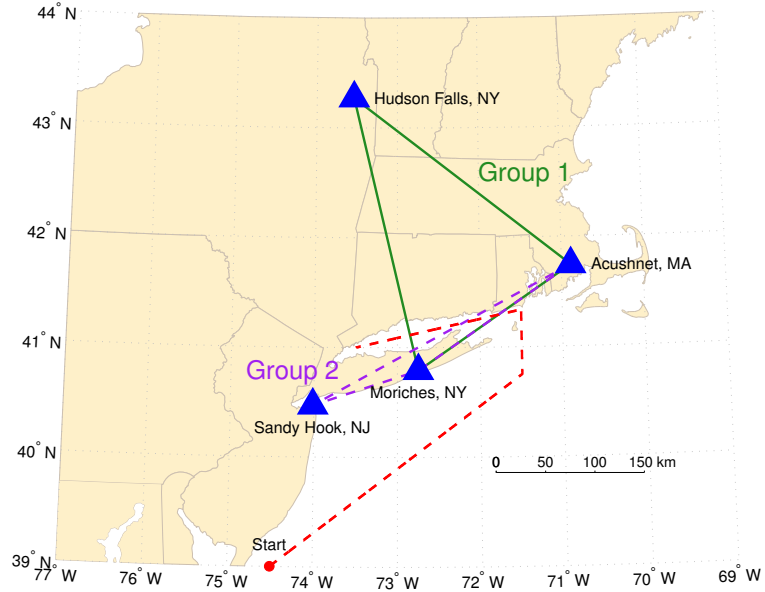 44° N
Hudson Falls, NY
43° N
Group 1
42° N
Acushnet, MA
41° N
Group 2
Moriches, NY
Sandy Hook, NJ
40° N
0 50 100 150 km
Start
39° N
77° W 76° W 75° W 74° W 73° W 72° W 71° W 70° W 69° W